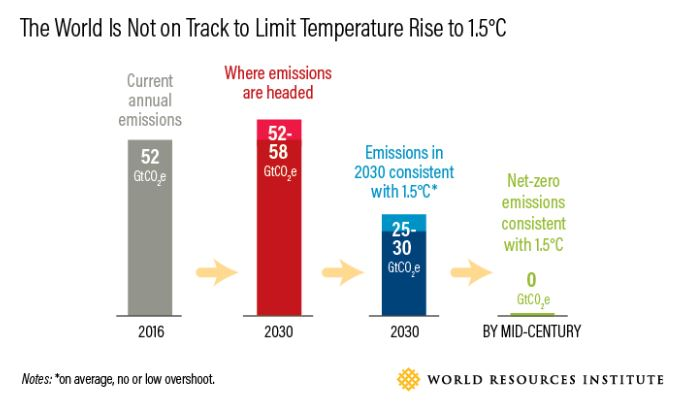 The World Is Not on Track to Limit Temperature Rise to 1.5°C
Current
annual
emissions
52
GtCO₂e
2016
Where emissions
are headed
52-
58
GtCO₂e
2030
Emissions in
2030 consistent
with 1.5°C*
25-
30
GtCO₂e
2030
Net-zero
emissions
consistent
with 1.5°C
0
GtCO₂e
BY MID-CENTURY
Notes: *on average, no or low overshoot.
WORLD RESOURCES INSTITUTE